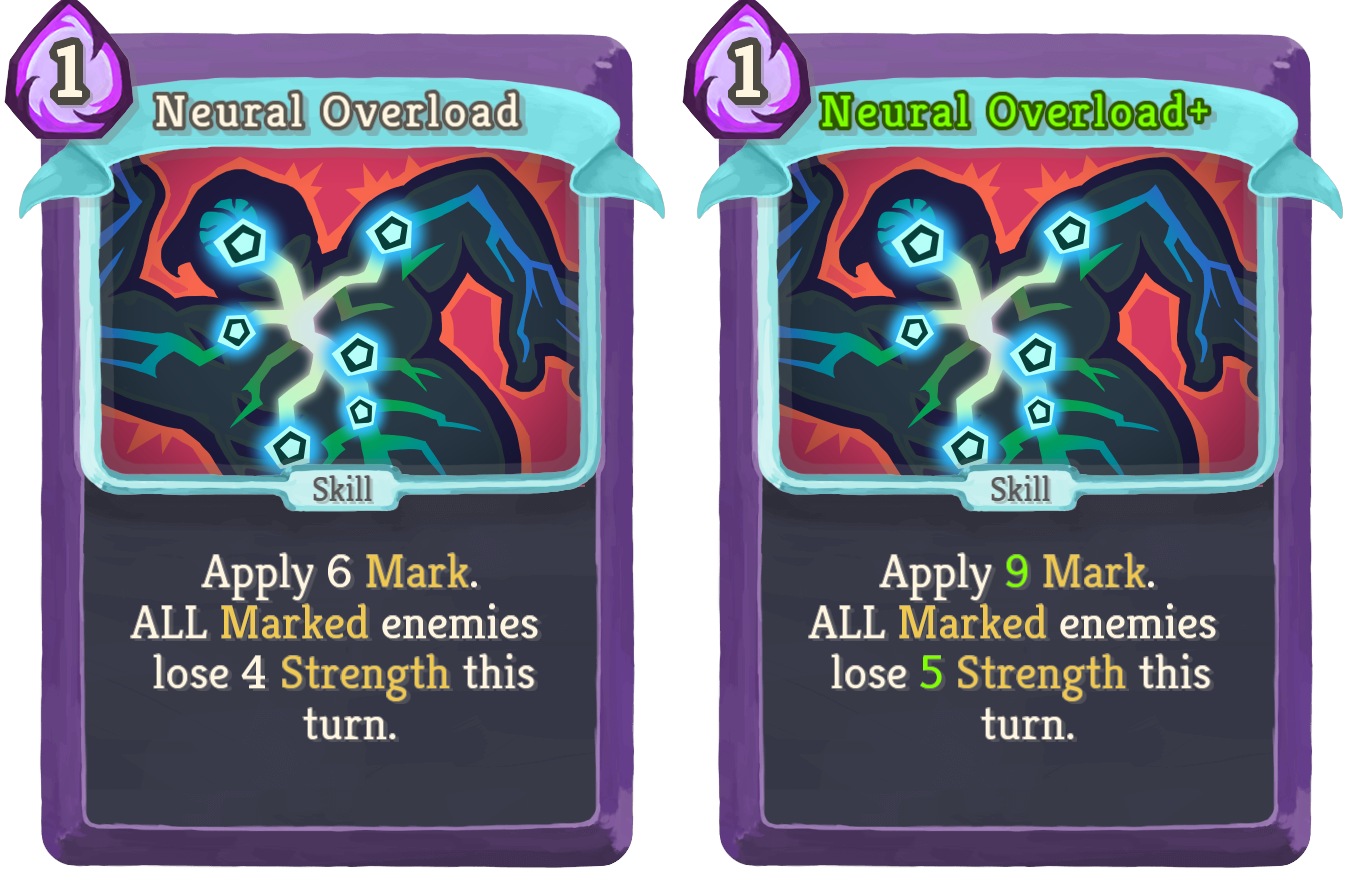 1
Neural Overload
Skill
Apply 6 Mark.
ALL Marked enemies
lose 4 Strength this
turn.
1
Neural Overload+
Skill
Apply 9 Mark.
ALL Marked enemies
lose 5 Strength this
turn.